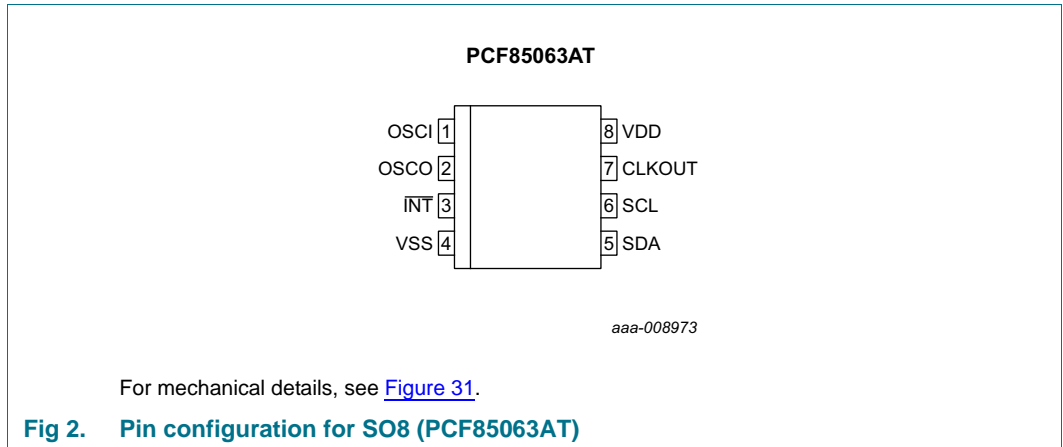 PCF85063AT
OSCI 1 8 VDD
OSCO 2 7 CLKOUT
INT 3 6 SCL
VSS 4 5 SDA
aaa-008973
For mechanical details, see Figure 31.
Fig 2. Pin configuration for SO8 (PCF85063AT)